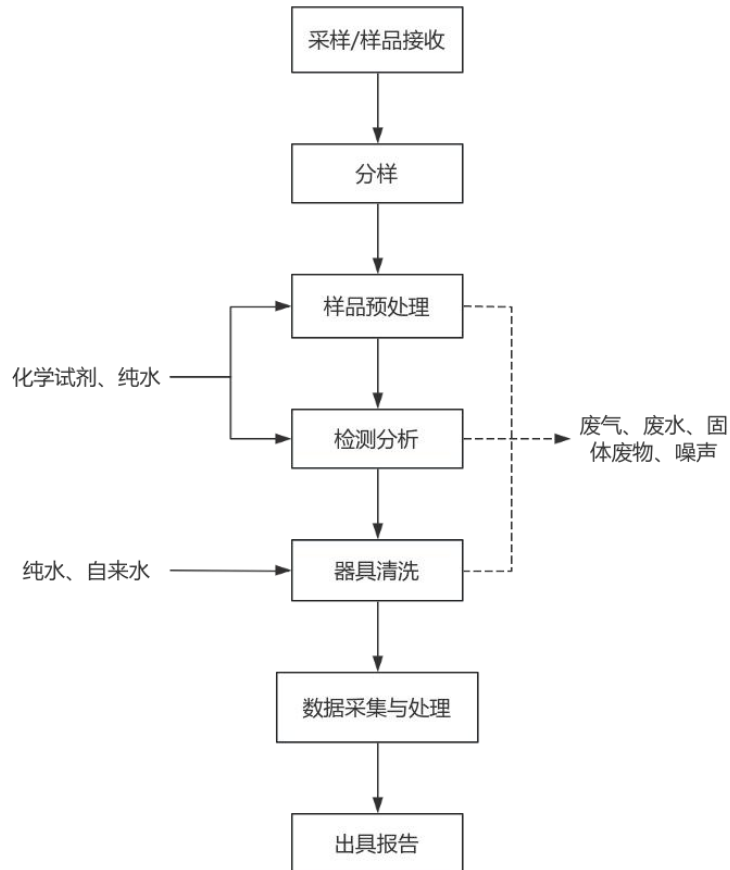 采样/样品接收
分样
样品预处理
化学试剂、纯水
检测分析
废气、废水、固
体废物、噪声
纯水、自来水
器具清洗
数据采集与处理
出具报告